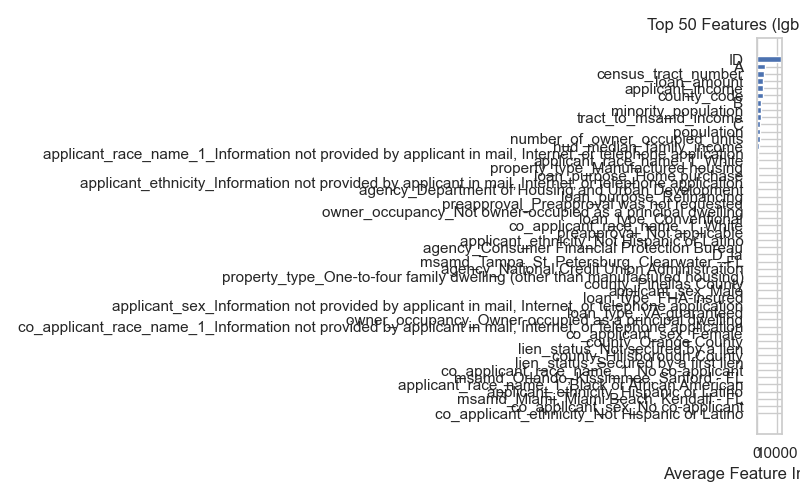 Top 50 Features (lgb
ID
A
census_tract_number
loan_amount
applicant_income
county_code
B
minority_population
tract_to_msamd_income
C
population
number_of_owner_occupied_units
hud_median_family_income
applicant_race_name_1_Information not provided by applicant in mail, Internet, or telephone application
applicant_race_name_1_White
property_type_Manufactured housing
loan_purpose_Home purchase
applicant_ethnicity_Information not provided by applicant in mail, Internet, or telephone application
agency_Department of Housing and Urban Development
loan_purpose_Refinancing
preapproval_Preapproval was not requested
owner_occupancy_Not owner-occupied as a principal dwelling
loan_type_Conventional
co_applicant_race_name_1_White
preapproval_Not applicable
applicant_ethnicity_Not Hispanic or Latino
agency_Consumer Financial Protection Bureau
msamd_Tampa, St. Petersburg, Clearwater - FL
agency_National Credit Union Administration
property_type_One-to-four family dwelling (other than manufactured housing)
county_Pinellas County
applicant_sex_Male
loan_type_FHA-insured
applicant_sex_Information not provided by applicant in mail, Internet, or telephone application
loan_type_VA-guaranteed
owner_occupancy_Owner-occupied as a principal dwelling
co_applicant_race_name_1_Information not provided by applicant in mail, Internet, or telephone application
co_applicant_sex_Female
county_Orange County
lien_status_Not secured by a lien
county_Hillsborough County
lien_status_Secured by a first lien
co_applicant_race_name_1_No co-applicant
msamd_Orlando, Kissimmee, Sanford - FL
applicant_race_name_1_Black or African American
applicant_ethnicity_Hispanic or Latino
msamd_Miami, Miami Beach, Kendall - FL
co_applicant_sex_No co-applicant
co_applicant_ethnicity_Not Hispanic or Latino
0 10000
Average Feature